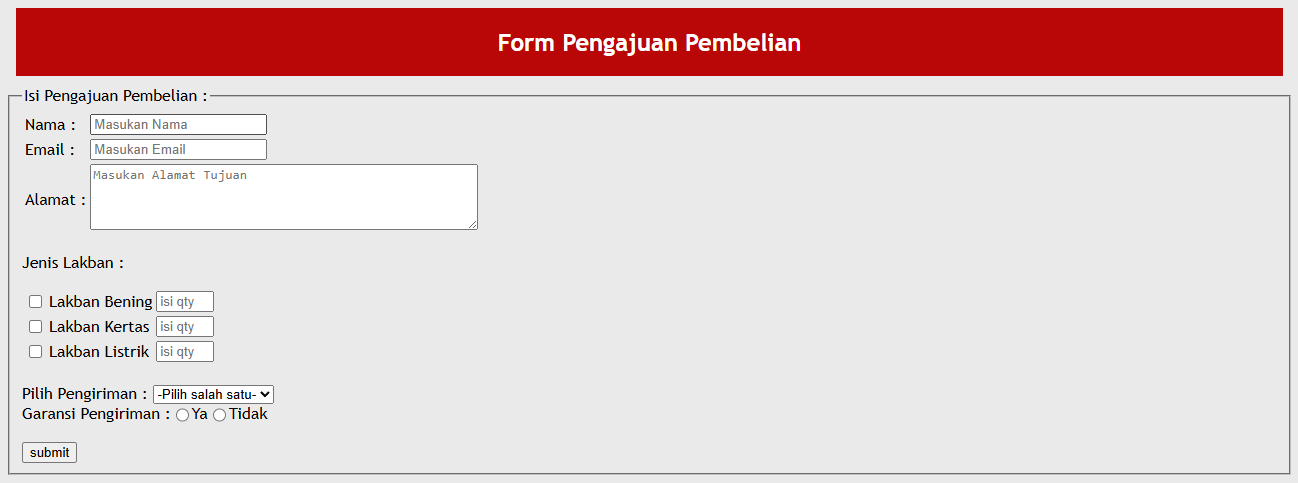 Form Pengajuan Pembelian
Isi Pengajuan Pembelian :
Nama : Masukan Nama
Email : Masukan Email
Alamat : Masukan Alamat Tujuan
Jenis Lakban :
Lakban Bening isi qty
Lakban Kertas isi qty
Lakban Listrik isi qty
Pilih Pengiriman : -Pilih salah satu-
Garansi Pengiriman : Ya Tidak
submit